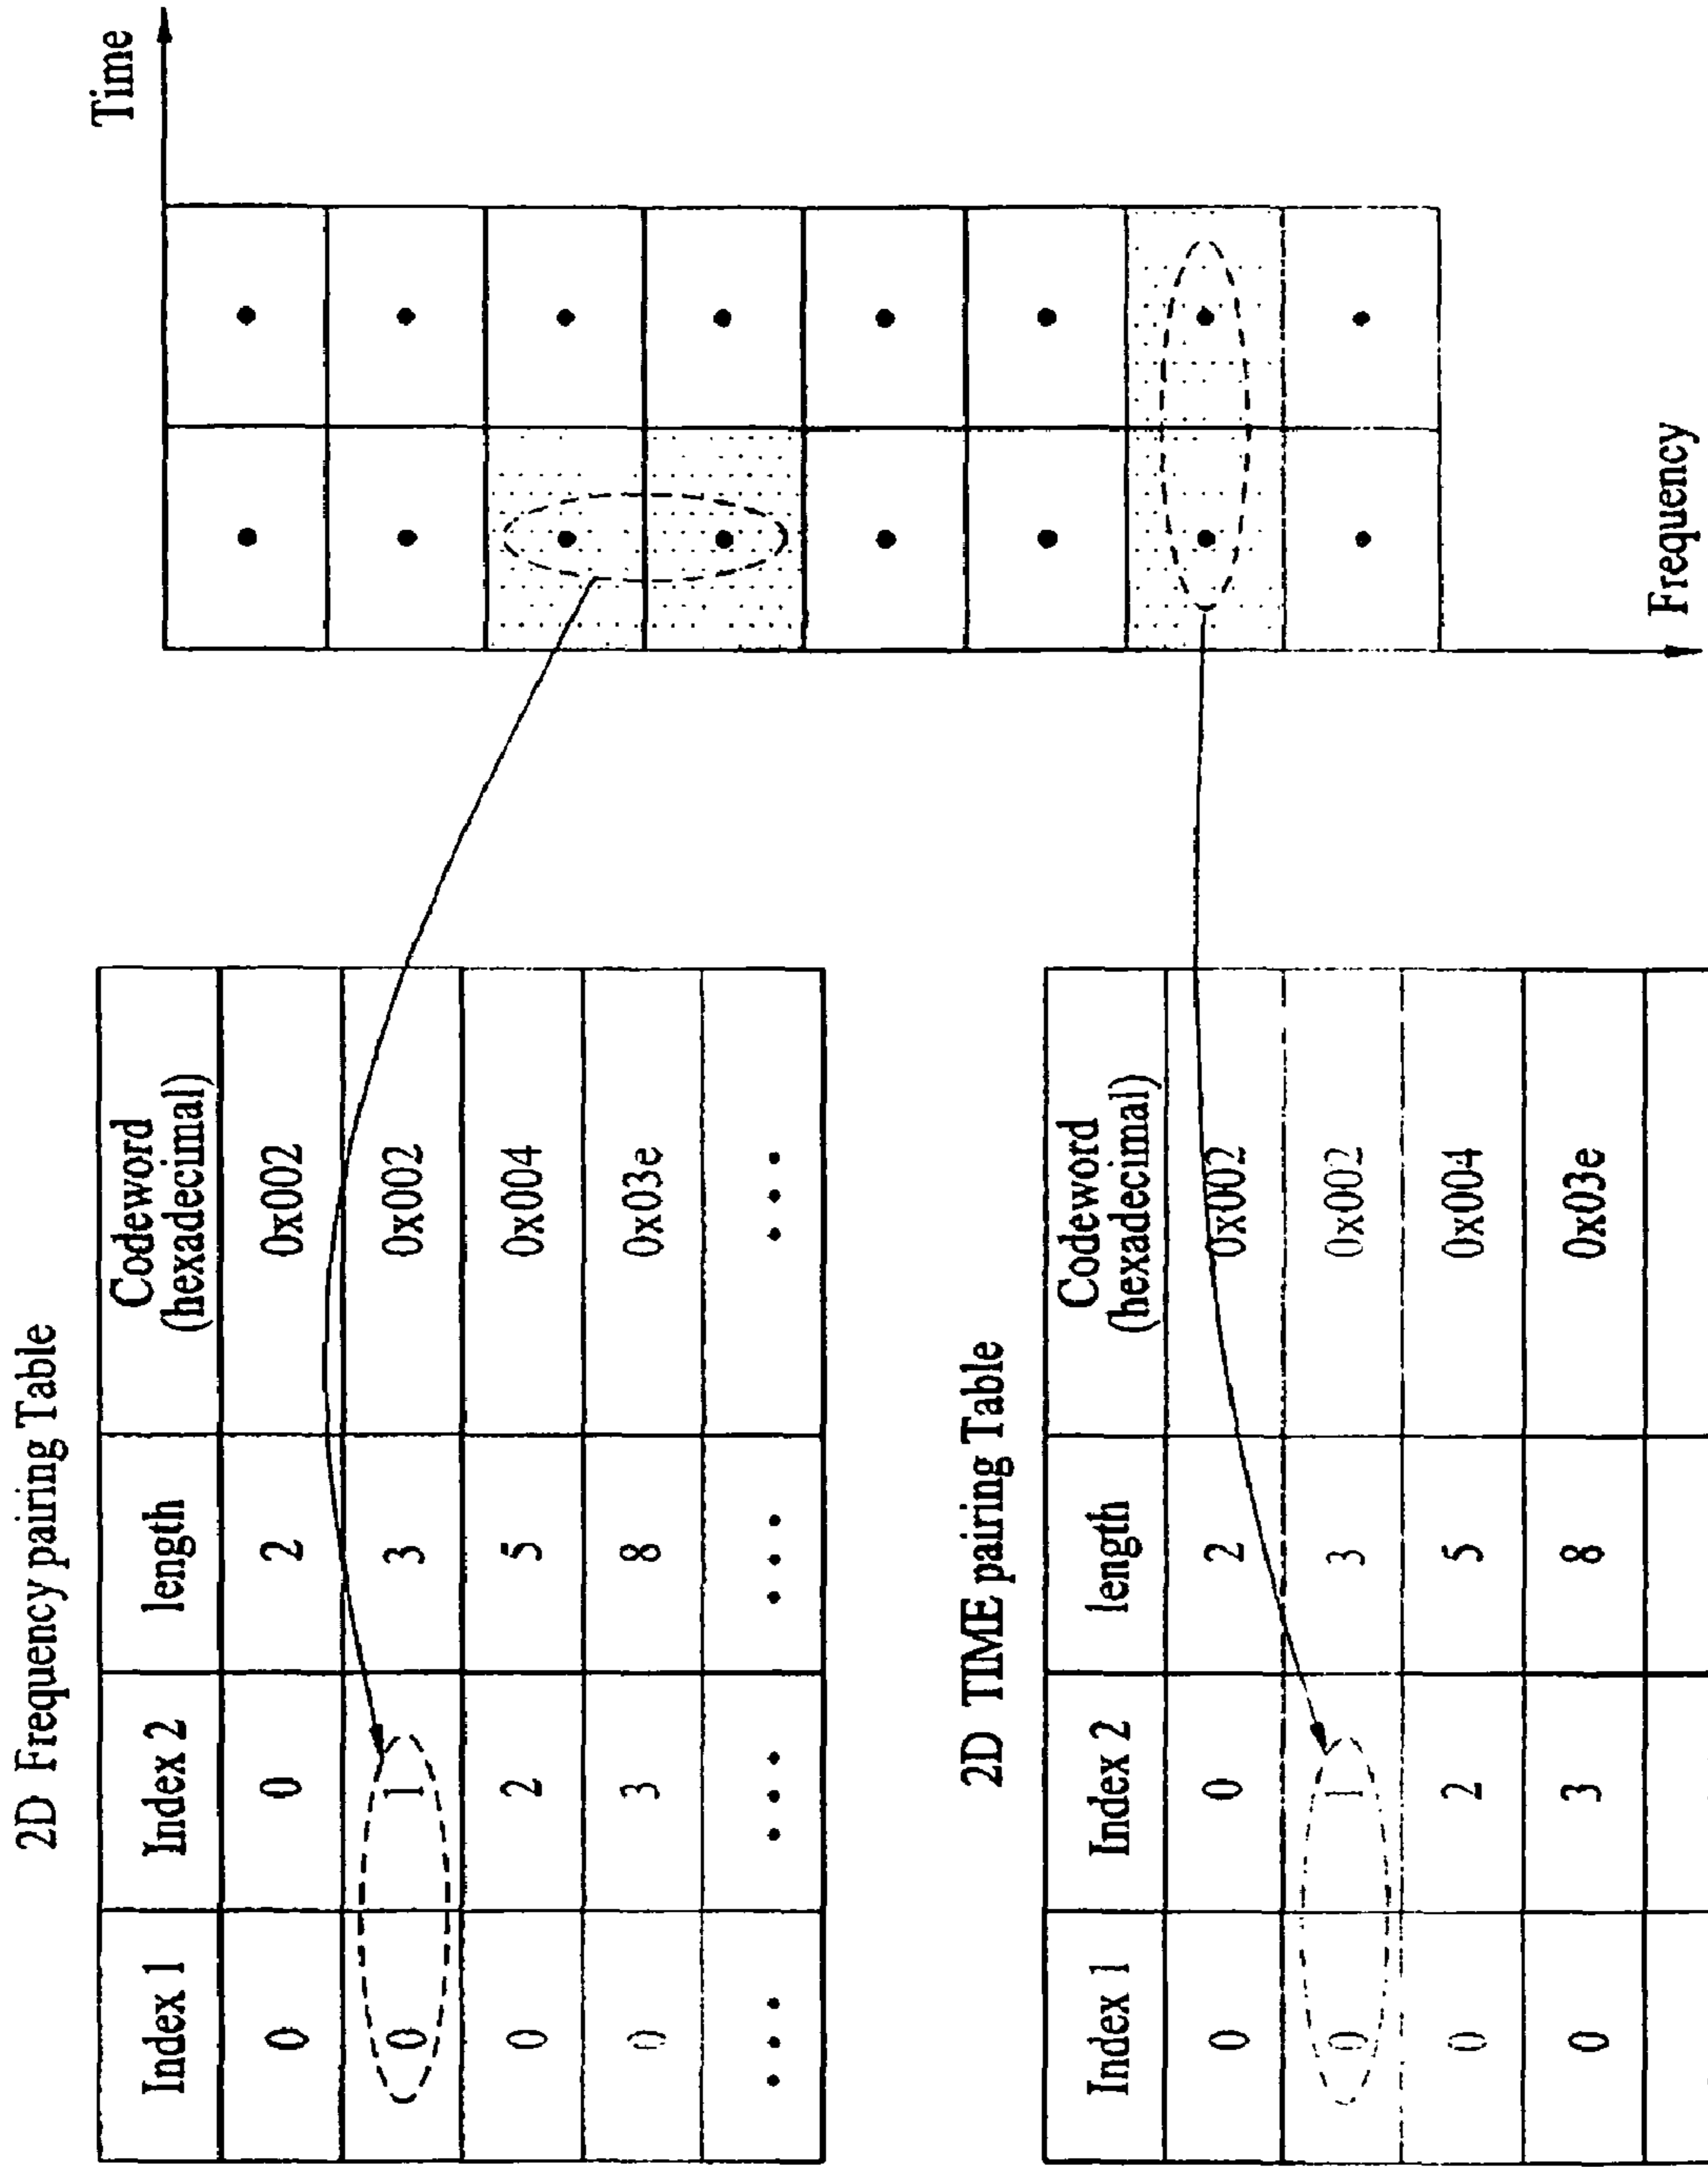 2D Frequency pairing Table
Index 1 Index 2 length Codeword (hexadecimal)
0 0 2 0x002
0 1 3 0x002
0 2 5 0x004
0 3 8 0x03e
2D TIME pairing Table
Index 1 Index 2 length Codeword (hexadecimal)
0 0 2 0x002
0 1 3 0x002
0 2 5 0x004
0 3 8 0x03e
Time
Frequency